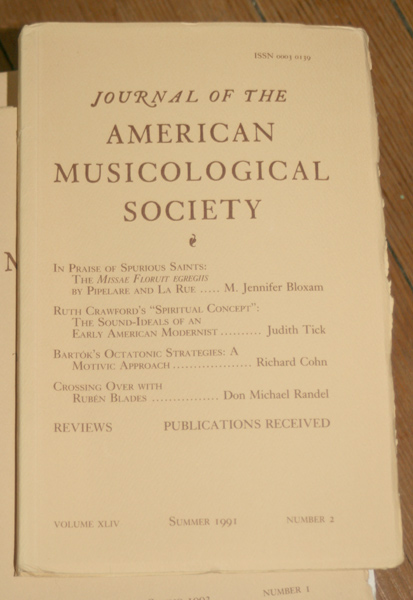 ISSN 0003 0139
JOURNAL OF THE
AMERICAN
MUSICOLOGICAL
SOCIETY
IN PRAISE OF SPURIOUS SAINTS:
THE MISSAE FLORUIT EGREGIIS
BY PIPELARE AND LA RUE ..... M. Jennifer Bloxam
RUTH CRAWFORD'S "SPIRITUAL CONCEPT":
THE SOUND-IDEALS OF AN
EARLY AMERICAN MODERNIST .......... Judith Tick
BARTÓK'S OCTATONIC STRATEGIES: A
MOTIVIC APPROACH ................... Richard Cohn
CROSSING OVER WITH
RUBÉN BLADES ................ Don Michael Randel
REVIEWS PUBLICATIONS RECEIVED
VOLUME XLIV SUMMER 1991 NUMBER 2
NUMBER 1